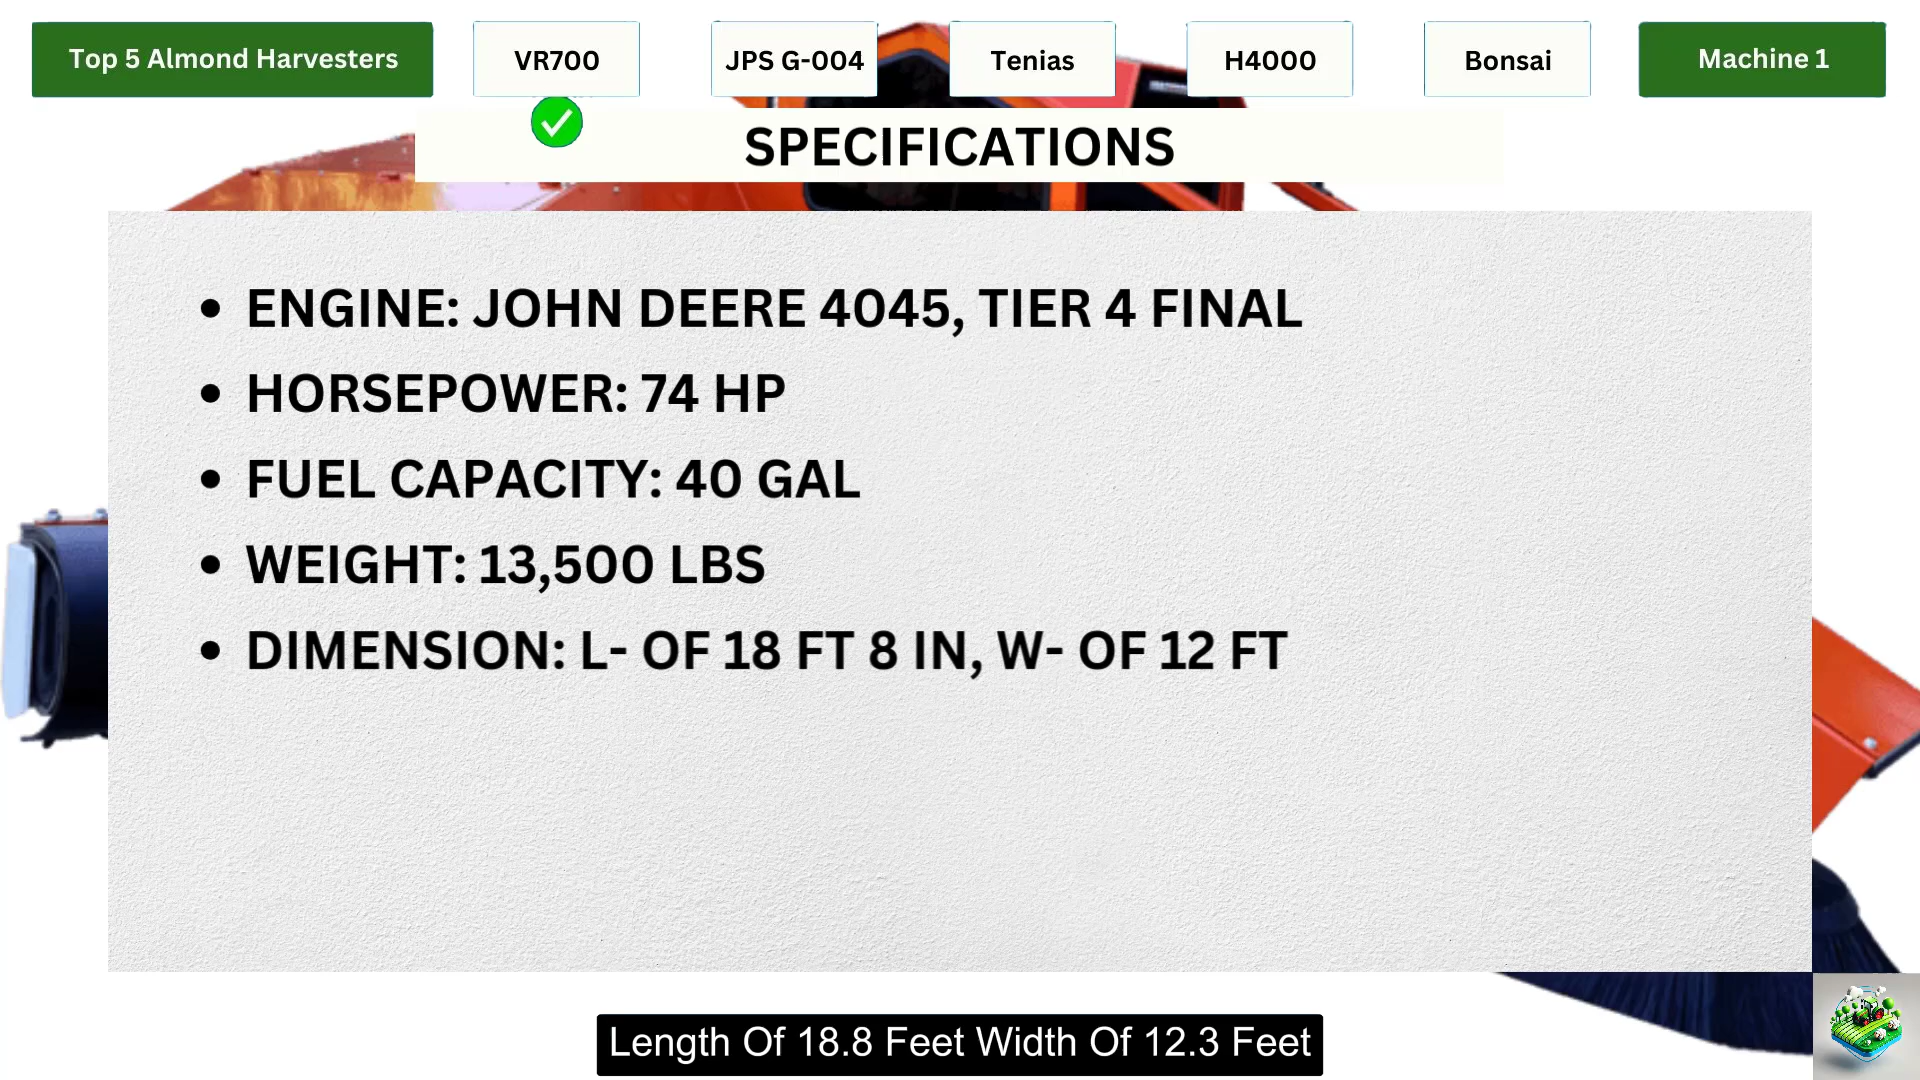 Top 5 Almond Harvesters
VR700
JPS G-004
Tenias
H4000
Bonsai
Machine 1
SPECIFICATIONS
• ENGINE: JOHN DEERE 4045, TIER 4 FINAL
• HORSEPOWER: 74 HP
• FUEL CAPACITY: 40 GAL
• WEIGHT: 13,500 LBS
• DIMENSION: L- OF 18 FT 8 IN, W- OF 12 FT
Length Of 18.8 Feet Width Of 12.3 Feet